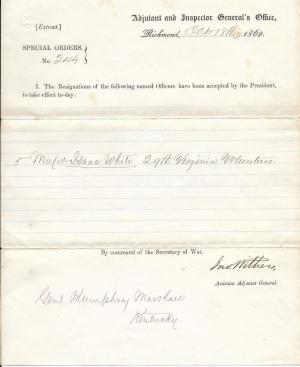 [Extract.]
Adjutant and Inspector General's Office,
Richmond, Oct 18th 1862.
SPECIAL ORDERS,
No. 244
I. The Resignations of the following named Officers have been accepted by the President,
to take effect to-day:
5 Major Isaac White 29th Virginia Volunteers.
By command of the Secretary of War.
Jno Withers,
Assistant Adjutant General.
Genl Humphrey Marshall
Kentucky.